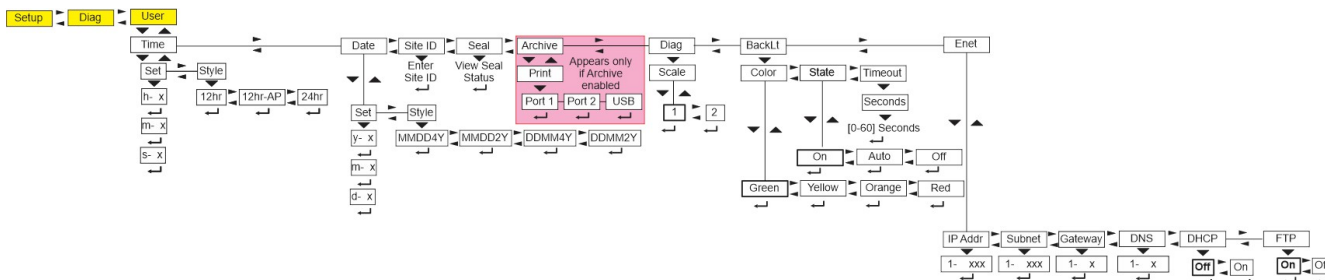 Setup Diag User
Time Date Site ID Seal Archive Diag BackLt Enet
Enter
Site ID
View Seal
Status
Print
Appears only
if Archive
enabled
Scale Color State Timeout
Set Style
h- x
m- x
s- x
12hr 12hr-AP 24hr
Set Style
y- x
m- x
d- x
MMDD4Y MMDD2Y DDMM4Y DDMM2Y
Port 1 Port 2 USB
1 2
Seconds
[0-60] Seconds
On Auto Off
Green Yellow Orange Red
IP Addr Subnet Gateway DNS DHCP FTP
1- xxx 1- xxx 1- x 1- x
Off On On